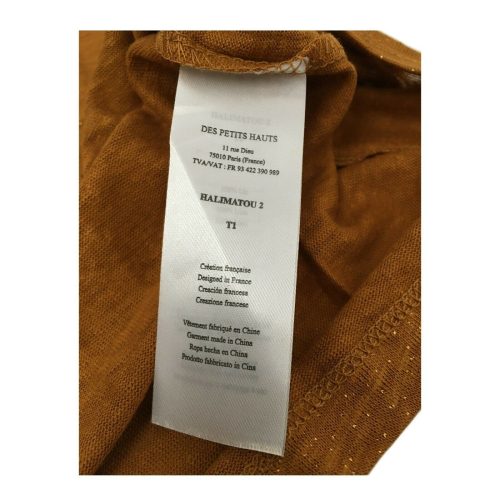 DES PETITS HAUTS
11 rue Dieu
75010 Paris (France)
TVA/VAT : FR 93 422 390 989
HALIMATOU 2
T1
Création française
Designed in France
Creación francesa
Creazione francese
Vêtement fabriqué en Chine
Garment made in China
Ropa hecha en China
Prodotto fabbricato in Cina